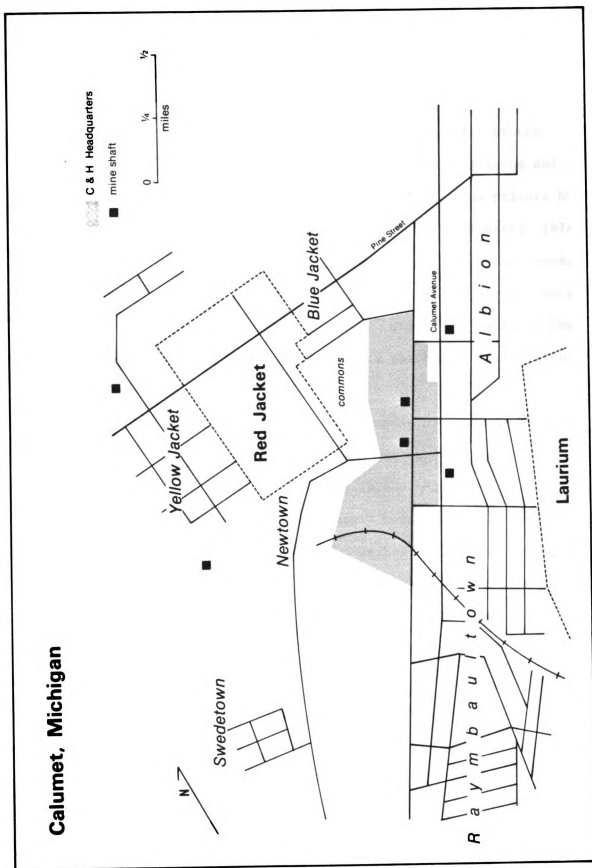 Calumet, Michigan
C & H Headquarters
mine shaft
0
¼
½
miles
N
Swedetown
Newtown
Yellow Jacket
Red Jacket
Blue Jacket
commons
Pine Street
Calumet Avenue
Albion
Raymbaultown
Laurium